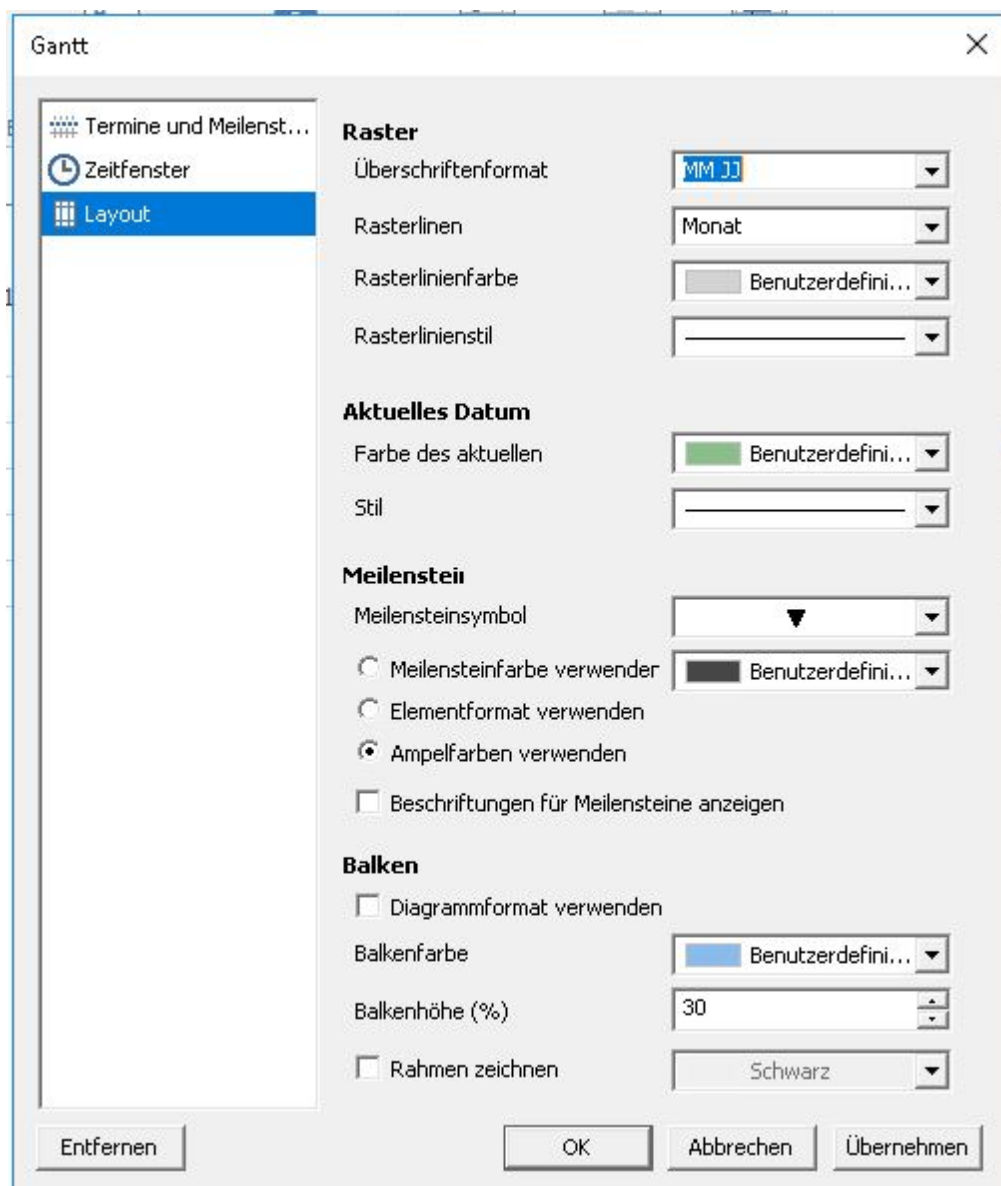 Gantt
Termine und Meilenst...
Zeitfenster
Layout
Raster
Überschriftenformat
MM JJ
Rasterlinen
Monat
Rasterlinienfarbe
Benutzerdefini...
Rasterlinienstil
Aktuelles Datum
Farbe des aktuellen
Benutzerdefini...
Stil
Meilenstein
Meilensteinsymbol
Meilensteinfarbe verwender
Benutzerdefini...
Elementformat verwenden
Ampelfarben verwenden
Beschriftungen für Meilensteine anzeigen
Balken
Diagrammformat verwenden
Balkenfarbe
Benutzerdefini...
Balkenhöhe (%)
30
Rahmen zeichnen
Schwarz
Entfernen
OK
Abbrechen
Übernehmen